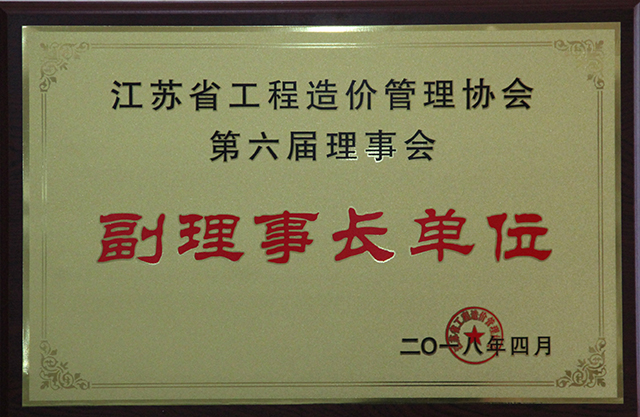 江苏省工程造价管理协会
第六届理事会
副理事长单位
二〇一八年四月